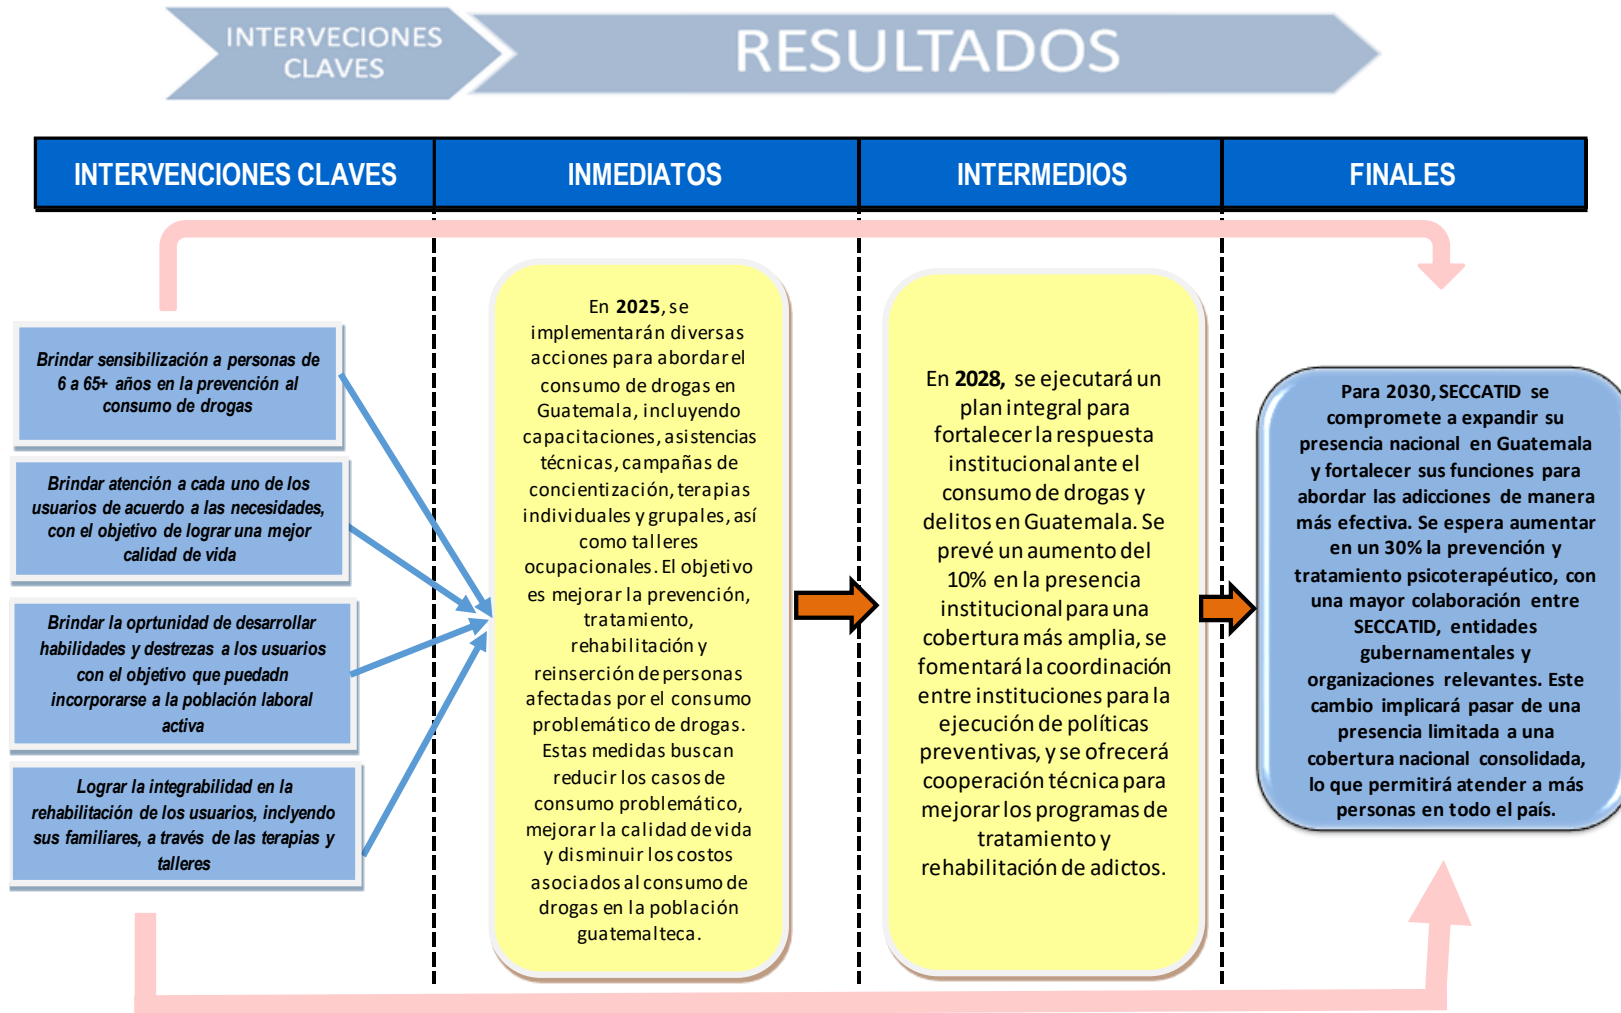 INTERVECIONES
CLAVES
RESULTADOS
INTERVENCIONES CLAVES
INMEDIATOS
INTERMEDIOS
FINALES
Brindar sensibilización a personas de
6 a 65+ años en la prevención al
consumo de drogas
Brindar atención a cada uno de los
usuarios de acuerdo a las necesidades,
con el objetivo de lograr una mejor
calidad de vida
Brindar la oprtunidad de desarrollar
habilidades y destrezas a los usuarios
con el objetivo que puedadn
incorporarse a la población laboral
activa
Lograr la integrabilidad en la
rehabilitación de los usuarios, inclyendo
sus familiares, a través de las terapias y
talleres
En 2025, se
implementarán diversas
acciones para abordar el
consumo de drogas en
Guatemala, incluyendo
capacitaciones, asistencias
técnicas, campañas de
concientización, terapias
individuales y grupales, así
como talleres
ocupacionales. El objetivo
es mejorar la prevención,
tratamiento,
rehabilitación y
reinserción de personas
afectadas por el consumo
problemático de drogas.
Estas medidas buscan
reducir los casos de
consumo problemático,
mejorar la calidad de vida
y disminuir los costos
asociados al consumo de
drogas en la población
guatemalteca.
En 2028, se ejecutará un
plan integral para
fortalecer la respuesta
institucional ante el
consumo de drogas y
delitos en Guatemala. Se
prevé un aumento del
10% en la presencia
institucional para una
cobertura más amplia, se
fomentará la coordinación
entre instituciones para la
ejecución de políticas
preventivas, y se ofrecerá
cooperación técnica para
mejorar los programas de
tratamiento y
rehabilitación de adictos.
Para 2030, SECCATID se
compromete a expandir su
presencia nacional en Guatemala
y fortalecer sus funciones para
abordar las adicciones de manera
más efectiva. Se espera aumentar
en un 30% la prevención y
tratamiento psicoterapéutico, con
una mayor colaboración entre
SECCATID, entidades
gubernamentales y
organizaciones relevantes. Este
cambio implicará pasar de una
presencia limitada a una
cobertura nacional consolidada,
lo que permitirá atender a más
personas en todo el país.